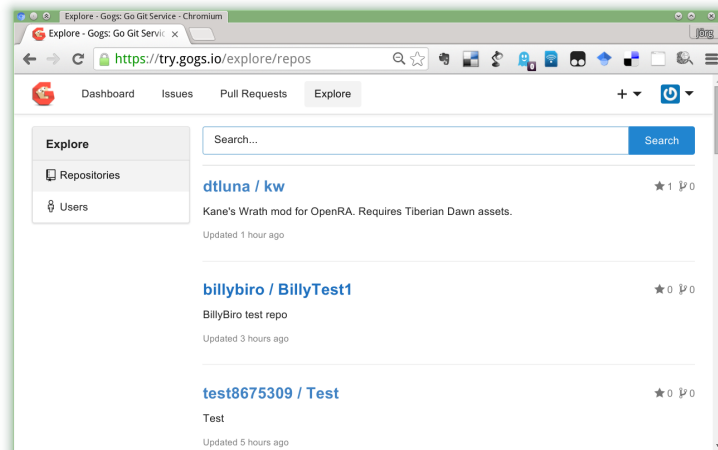 Explore - Gogs: Go Git Service - Chromium
Explore - Gogs: Go Git Servic
Jörg
https://try.gogs.io/explore/repos
0
Dashboard Issues Pull Requests Explore
Explore
Repositories
Users
Search... Search
dtluna / kw 1 0
Kane's Wrath mod for OpenRA. Requires Tiberian Dawn assets.
Updated 1 hour ago
billybiro / BillyTest1 0 0
BillyBiro test repo
Updated 3 hours ago
test8675309 / Test 0 0
Test
Updated 5 hours ago